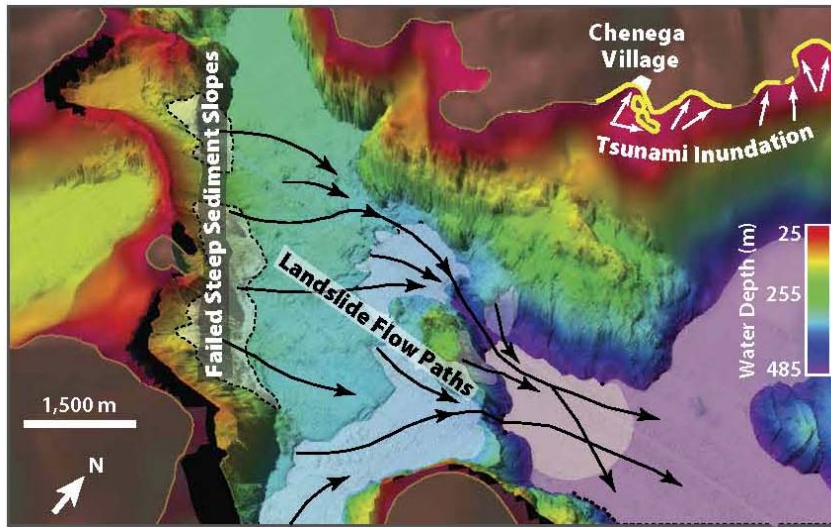 Chenega
Village
Tsunami Inundation
Failed Steep Sediment Slopes
Landslide Flow Paths
Water Depth (m)
25
255
485
1,500 m
N